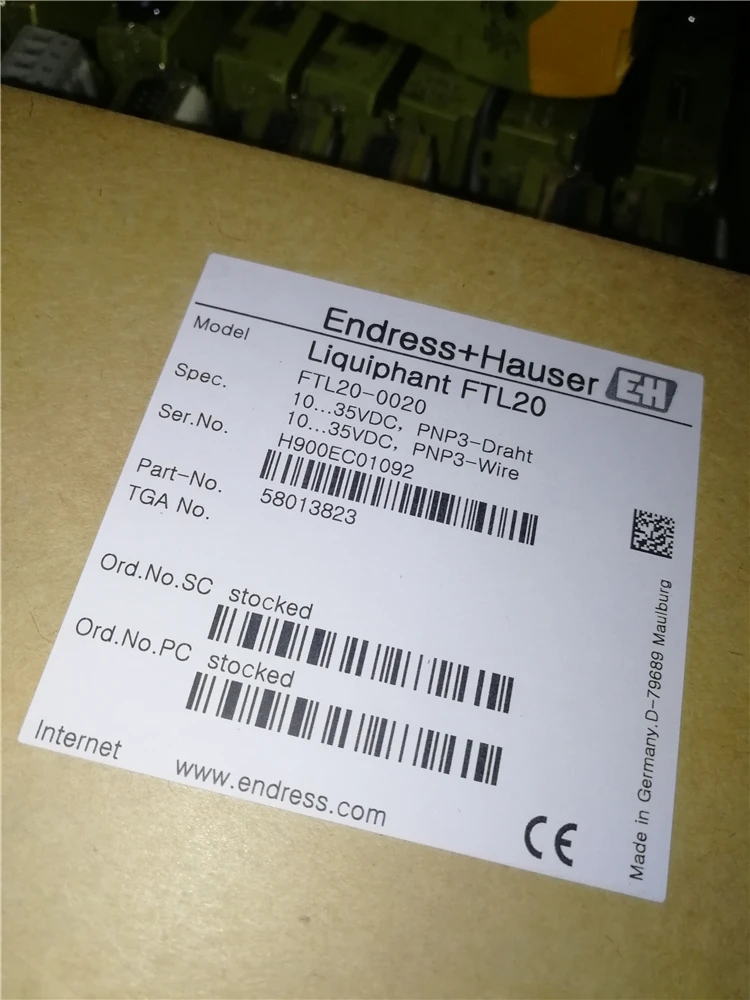 Endress+Hauser EH
Liquiphant FTL20
Model FTL20-0020
Spec. 10...35VDC, PNP3-Draht
10...35VDC, PNP3-Wire
Ser.No. H900EC01092
Part-No. 58013823
TGA No.
Ord.No.SC stocked
Ord.No.PC stocked
Internet www.endress.com
CE
Made in Germany.D-79689 Maulburg